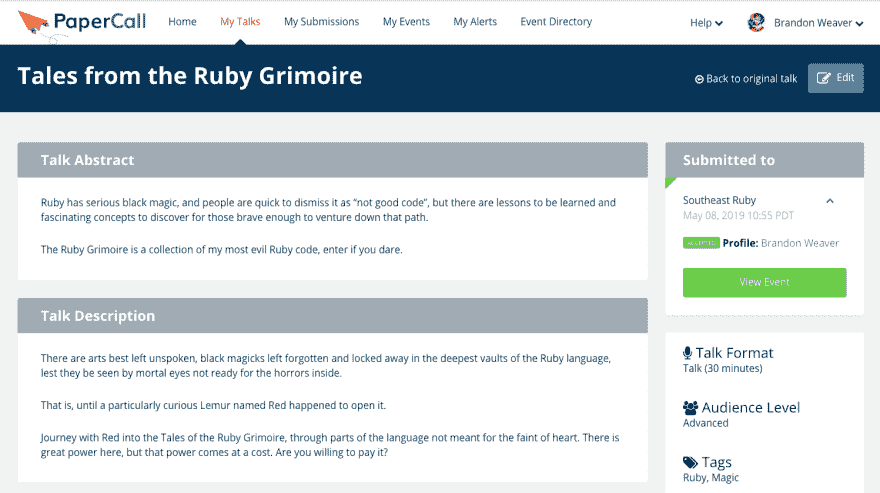 PaperCall
Home
My Talks
My Submissions
My Events
My Alerts
Event Directory
Help
Brandon Weaver
Tales from the Ruby Grimoire
Back to original talk
Edit
Talk Abstract
Ruby has serious black magic, and people are quick to dismiss it as “not good code”, but there are lessons to be learned and
fascinating concepts to discover for those brave enough to venture down that path.
The Ruby Grimoire is a collection of my most evil Ruby code, enter if you dare.
Talk Description
There are arts best left unspoken, black magicks left forgotten and locked away in the deepest vaults of the Ruby language,
lest they be seen by mortal eyes not ready for the horrors inside.
That is, until a particularly curious Lemur named Red happened to open it.
Journey with Red into the Tales of the Ruby Grimoire, through parts of the language not meant for the faint of heart. There is
great power here, but that power comes at a cost. Are you willing to pay it?
Submitted to
Southeast Ruby
May 08, 2019 10:55 PDT
Profile: Brandon Weaver
View Event
Talk Format
Talk (30 minutes)
Audience Level
Advanced
Tags
Ruby, Magic